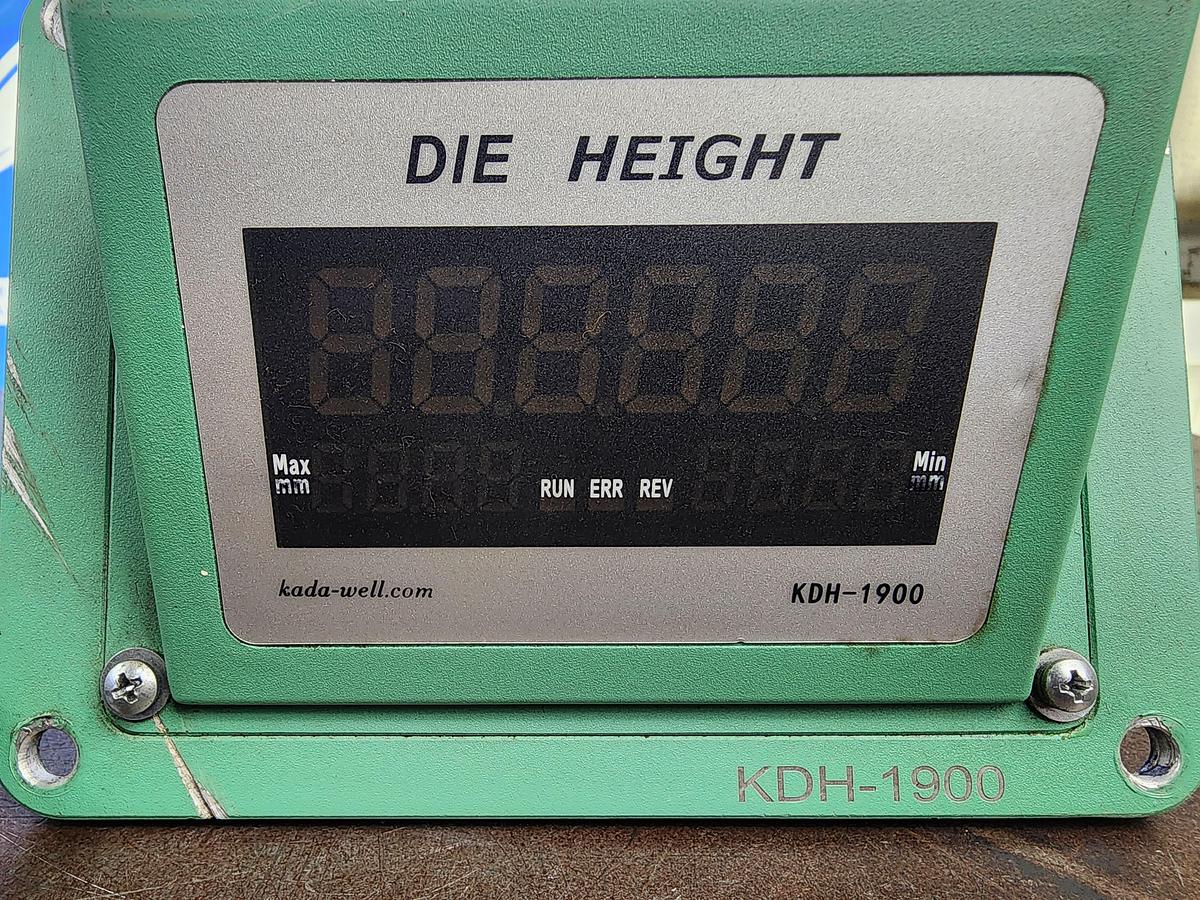 DIE HEIGHT
Max
mm
Min
mm
RUN ERR REV
kada-well.com
KDH-1900
KDH-1900